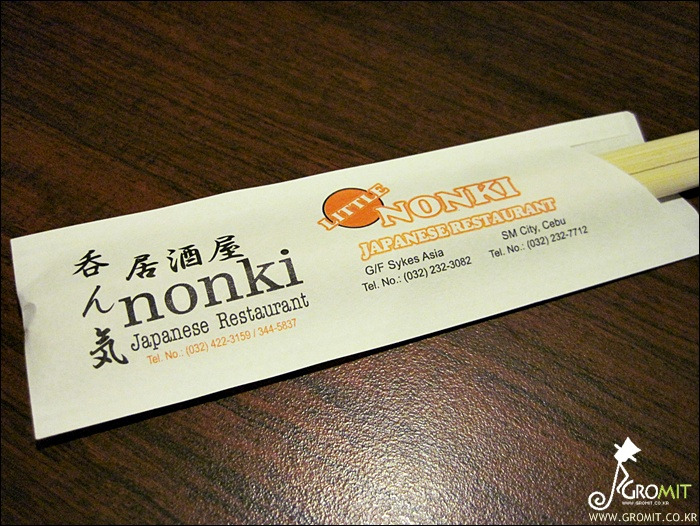 呑ん気
居酒屋
nonki
Japanese Restaurant
Tel. No.: (032) 422-3159 / 344-5837
LITTLE
NONKI
JAPANESE RESTAURANT
G/F Sykes Asia
Tel. No.: (032) 232-3082
SM City, Cebu
Tel. No.: (032) 232-7712
GROMIT
WWW.GROMIT.CO.KR